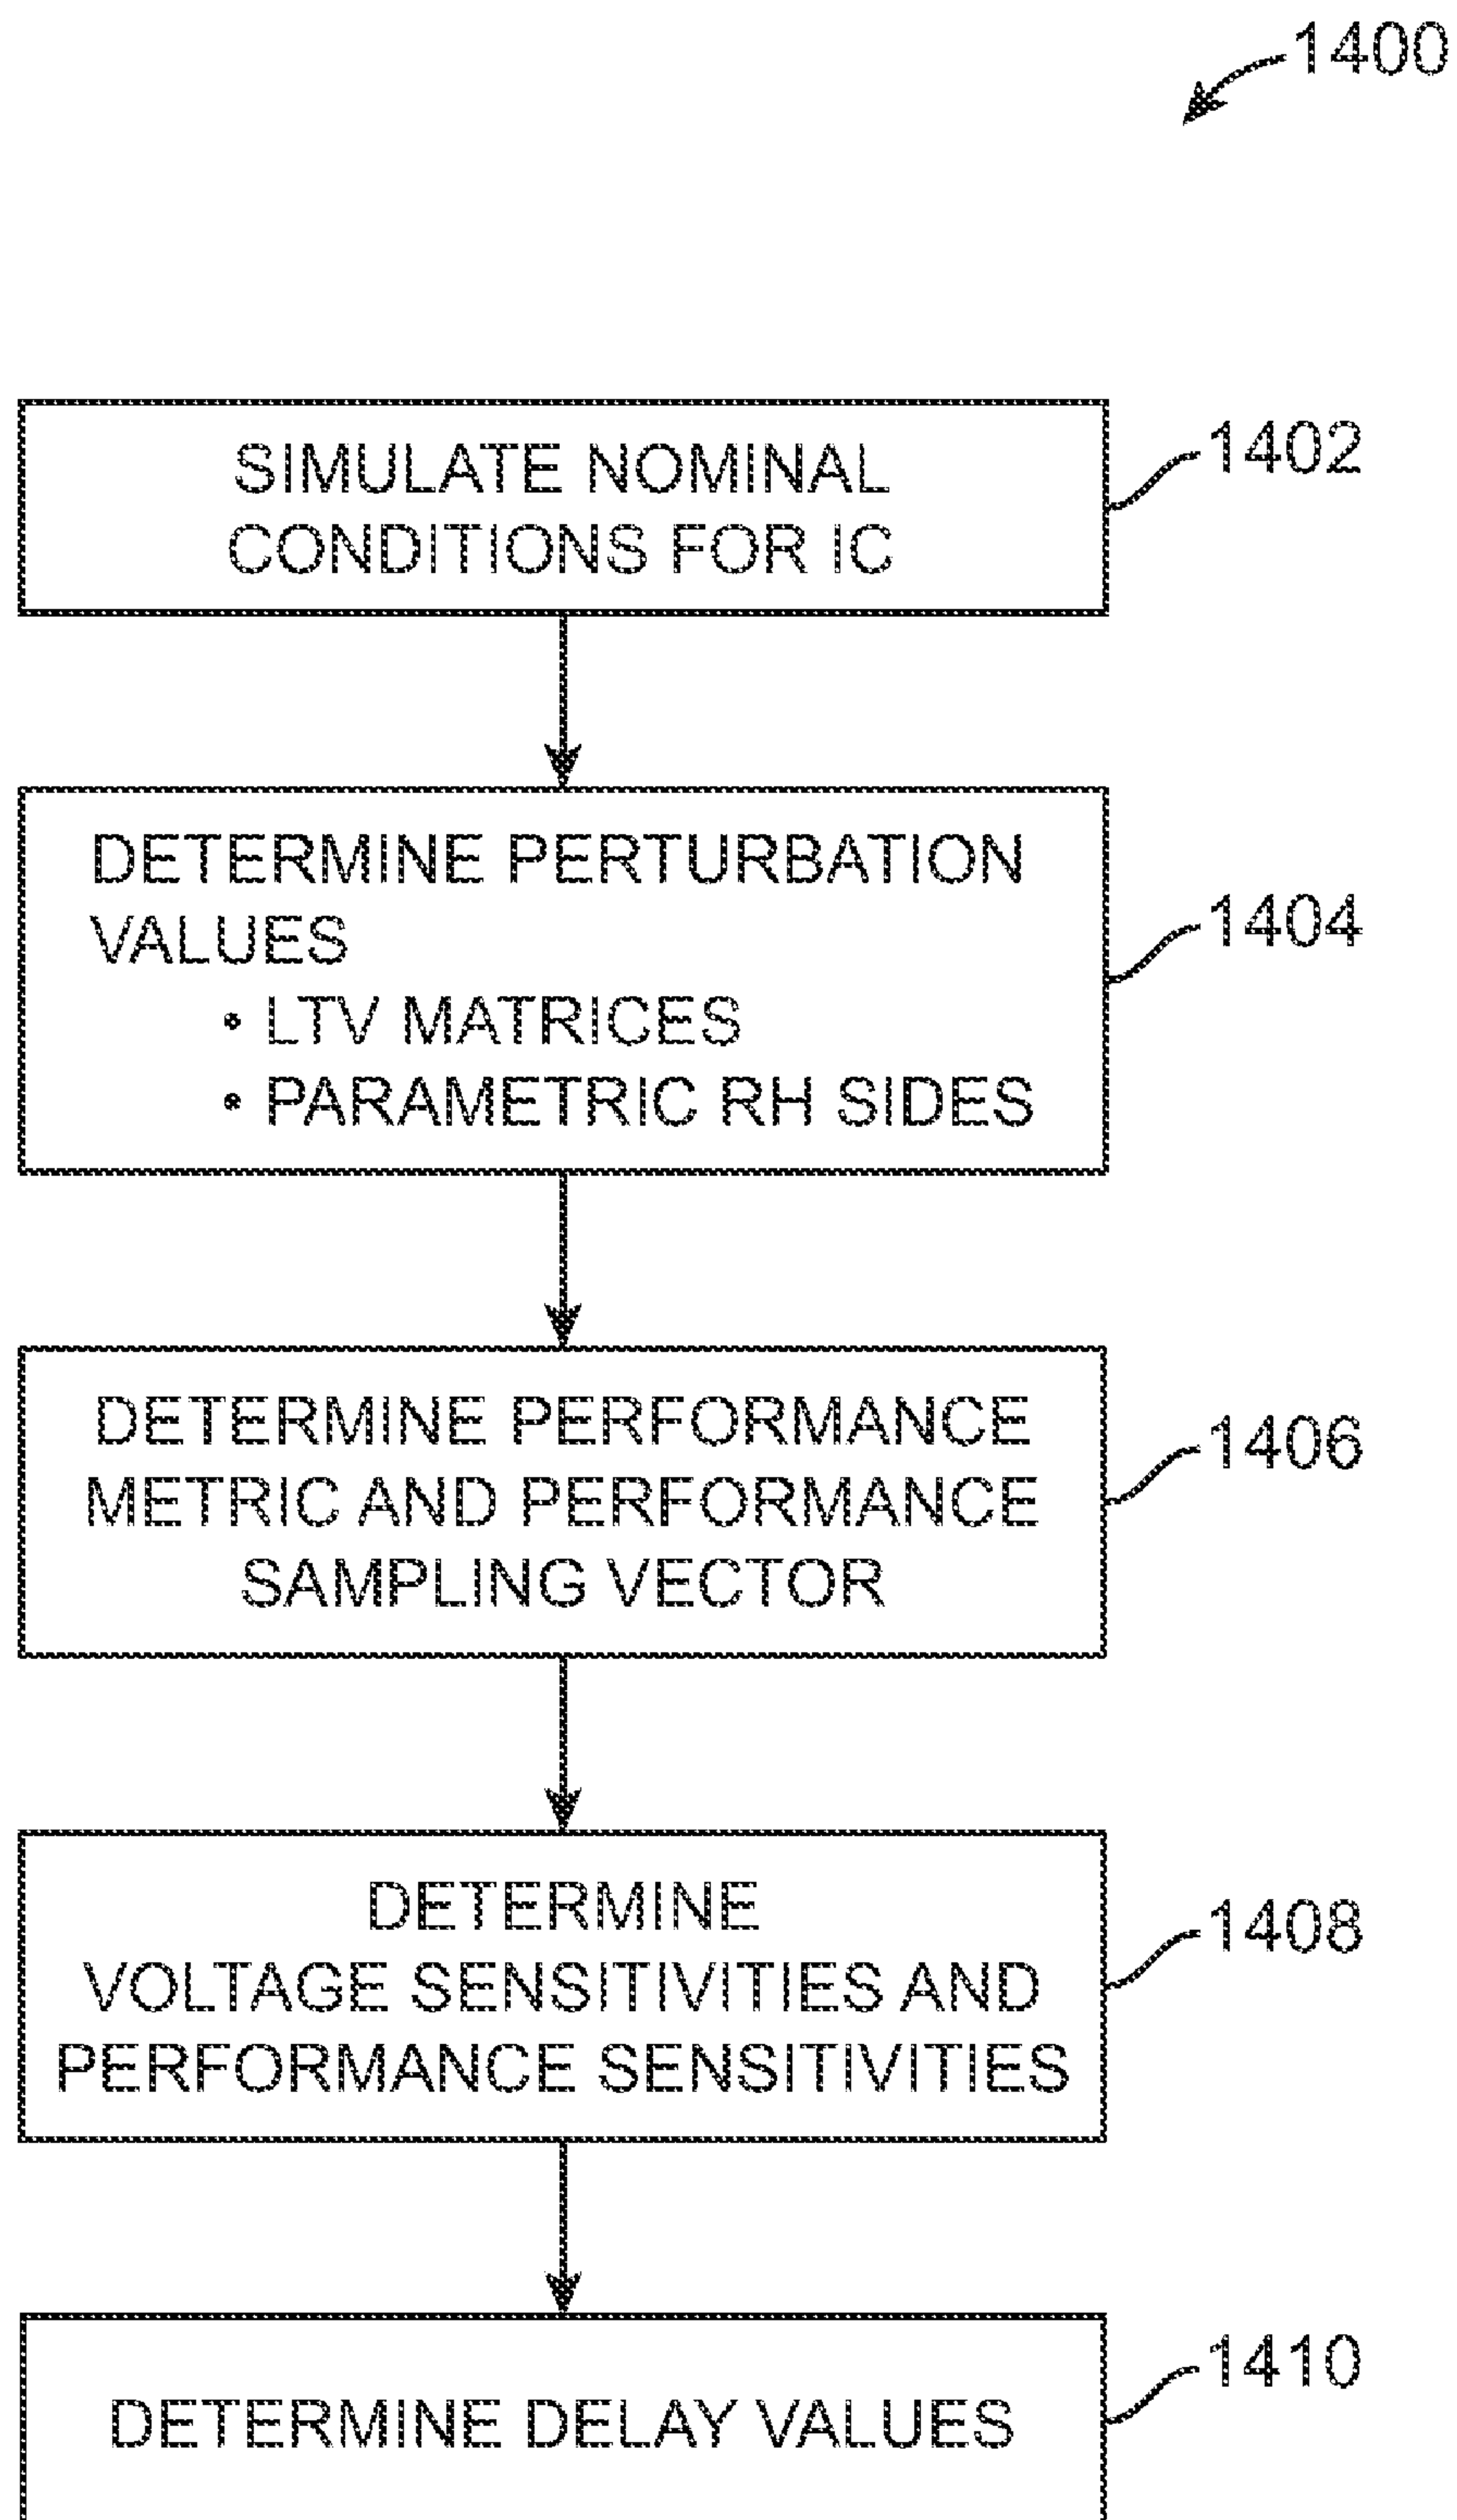 1400
SIMULATE NOMINAL
CONDITIONS FOR IC
1402
DETERMINE PERTURBATION
VALUES
• LTV MATRICES
• PARAMETRIC RH SIDES
1404
DETERMINE PERFORMANCE
METRIC AND PERFORMANCE
SAMPLING VECTOR
1406
DETERMINE
VOLTAGE SENSITIVITIES AND
PERFORMANCE SENSITIVITIES
1408
DETERMINE DELAY VALUES
1410